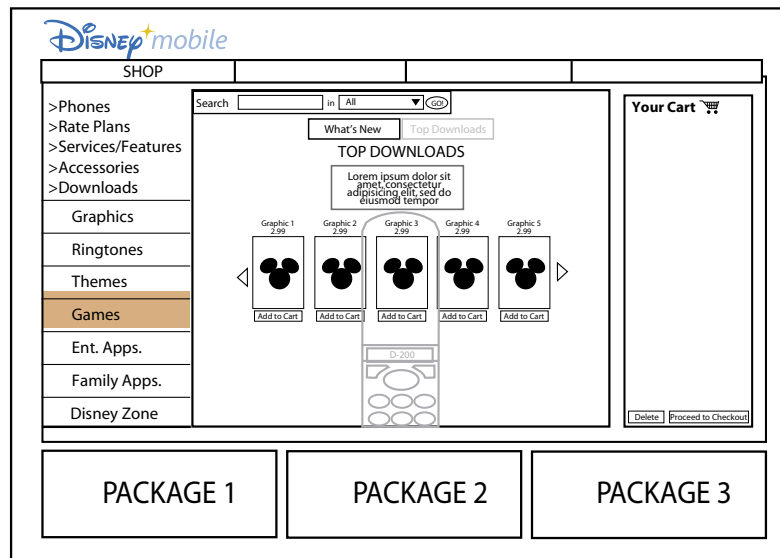 Disney mobile
SHOP
>Phones
>Rate Plans
>Services/Features
>Accessories
>Downloads
Graphics
Ringtones
Themes
Games
Ent. Apps.
Family Apps.
Disney Zone
Search in All GO!
What's New Top Downloads
TOP DOWNLOADS
Lorem ipsum dolor sit
amet, consectetur
adipisicing elit, sed do
eiusmod tempor
Graphic 1 Graphic 2 Graphic 3 Graphic 4 Graphic 5
2.99 2.99 2.99 2.99 2.99
Add to Cart Add to Cart Add to Cart Add to Cart Add to Cart
D-200
Your Cart
Delete Proceed to Checkout
PACKAGE 1 PACKAGE 2 PACKAGE 3